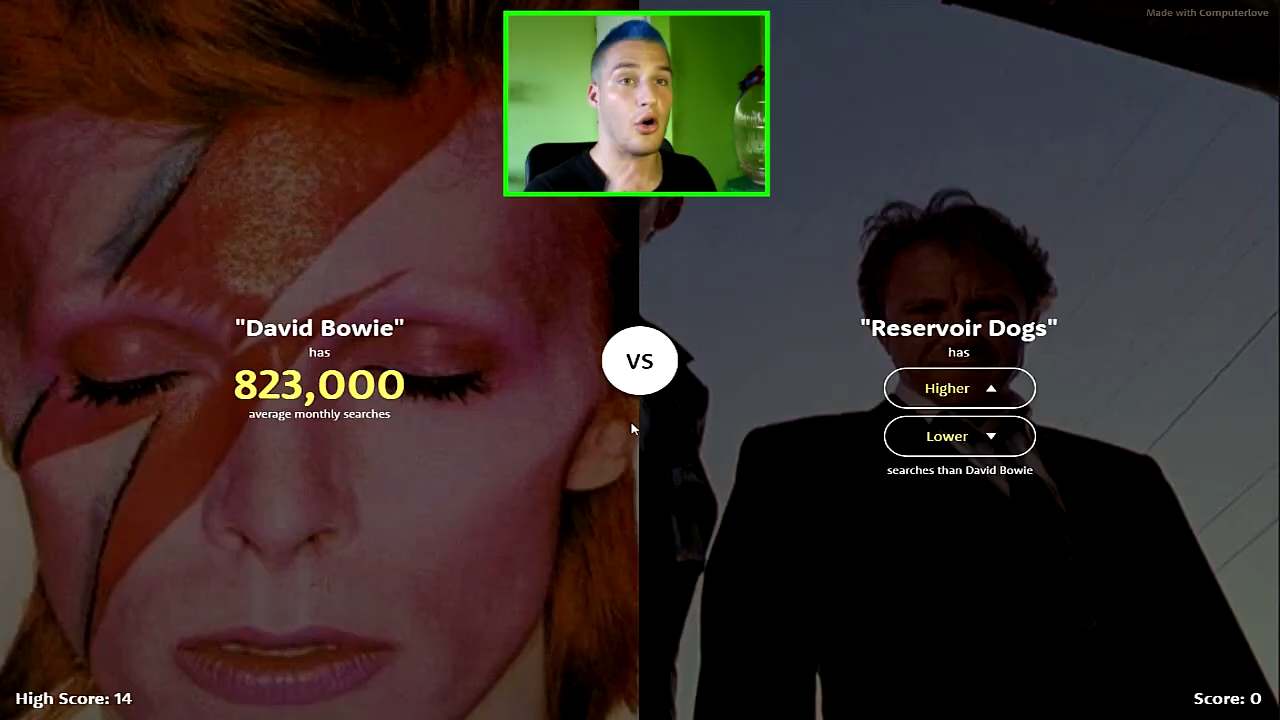 Made with Computerlove
"David Bowie"
has
823,000
average monthly searches
VS
"Reservoir Dogs"
has
Higher
Lower
searches than David Bowie
High Score: 14
Score: 0